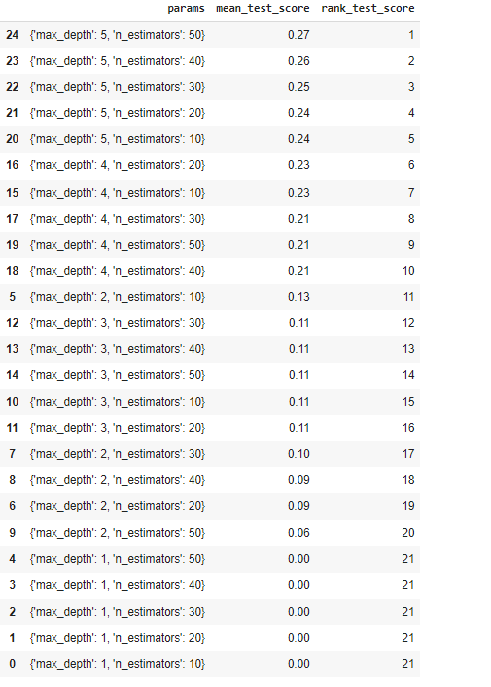 params mean_test_score rank_test_score
24 {'max_depth': 5, 'n_estimators': 50} 0.27 1
23 {'max_depth': 5, 'n_estimators': 40} 0.26 2
22 {'max_depth': 5, 'n_estimators': 30} 0.25 3
21 {'max_depth': 5, 'n_estimators': 20} 0.24 4
20 {'max_depth': 5, 'n_estimators': 10} 0.24 5
16 {'max_depth': 4, 'n_estimators': 20} 0.23 6
15 {'max_depth': 4, 'n_estimators': 10} 0.23 7
17 {'max_depth': 4, 'n_estimators': 30} 0.21 8
19 {'max_depth': 4, 'n_estimators': 50} 0.21 9
18 {'max_depth': 4, 'n_estimators': 40} 0.21 10
5 {'max_depth': 2, 'n_estimators': 10} 0.13 11
12 {'max_depth': 3, 'n_estimators': 30} 0.11 12
13 {'max_depth': 3, 'n_estimators': 40} 0.11 13
14 {'max_depth': 3, 'n_estimators': 50} 0.11 14
10 {'max_depth': 3, 'n_estimators': 10} 0.11 15
11 {'max_depth': 3, 'n_estimators': 20} 0.11 16
7 {'max_depth': 2, 'n_estimators': 30} 0.10 17
8 {'max_depth': 2, 'n_estimators': 40} 0.09 18
6 {'max_depth': 2, 'n_estimators': 20} 0.09 19
9 {'max_depth': 2, 'n_estimators': 50} 0.06 20
4 {'max_depth': 1, 'n_estimators': 50} 0.00 21
3 {'max_depth': 1, 'n_estimators': 40} 0.00 21
2 {'max_depth': 1, 'n_estimators': 30} 0.00 21
1 {'max_depth': 1, 'n_estimators': 20} 0.00 21
0 {'max_depth': 1, 'n_estimators': 10} 0.00 21